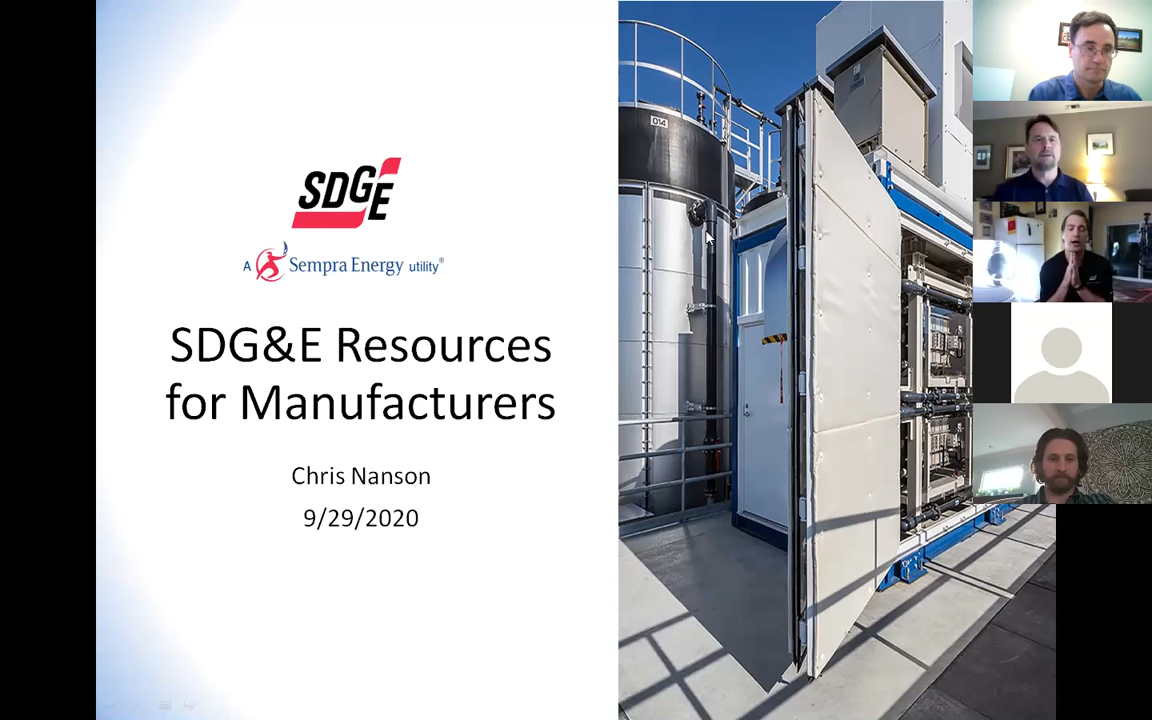 SDGE
A Sempra Energy utility®
SDG&E Resources
for Manufacturers
Chris Nanson
9/29/2020
014